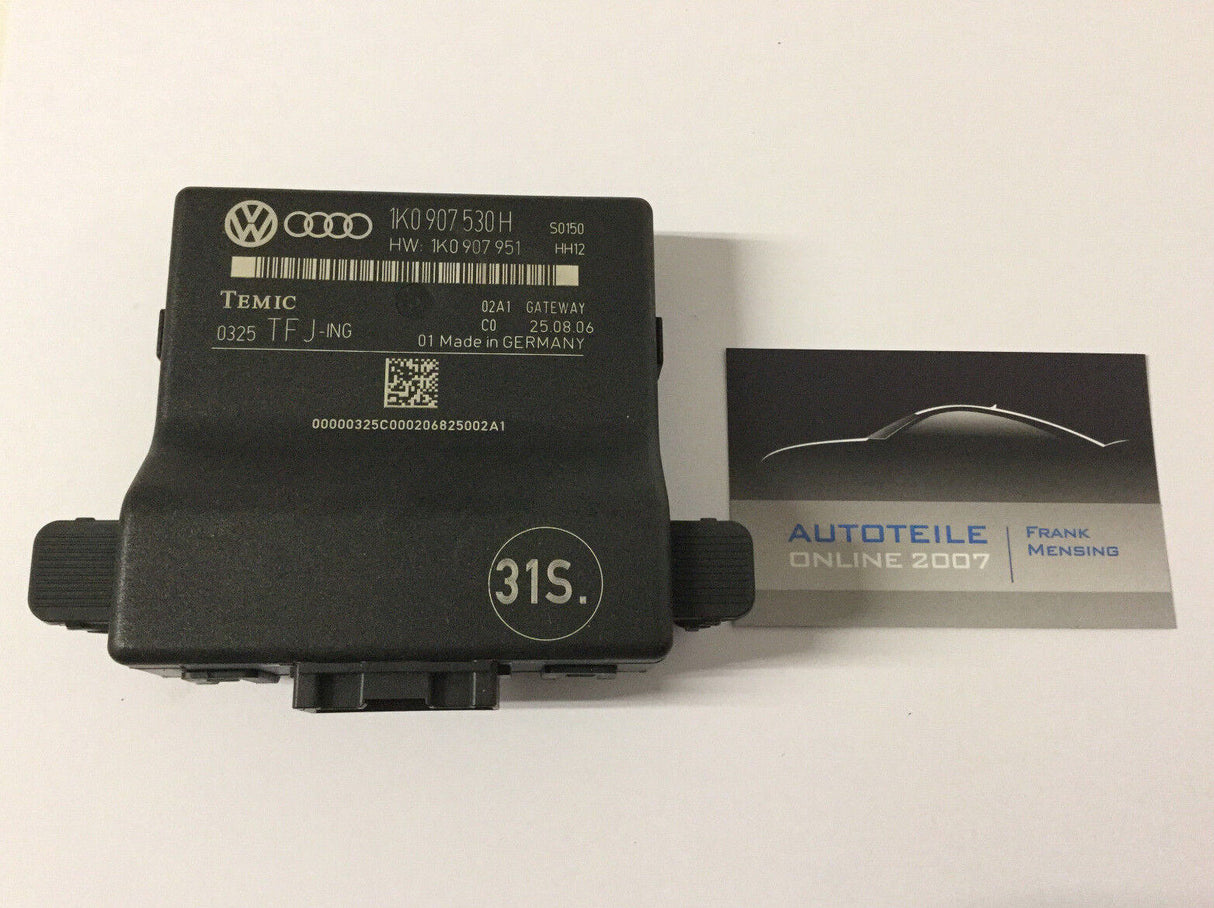 1K0 907 530 H S0150
HW: 1K0 907 951 HH12
TEMIC 02A1 GATEWAY
C0 25.08.06
0325 TFJ-ING
01 Made in GERMANY
00000325C000206825002A1
31S.
AUTOTEILE
ONLINE 2007
FRANK
MENSING